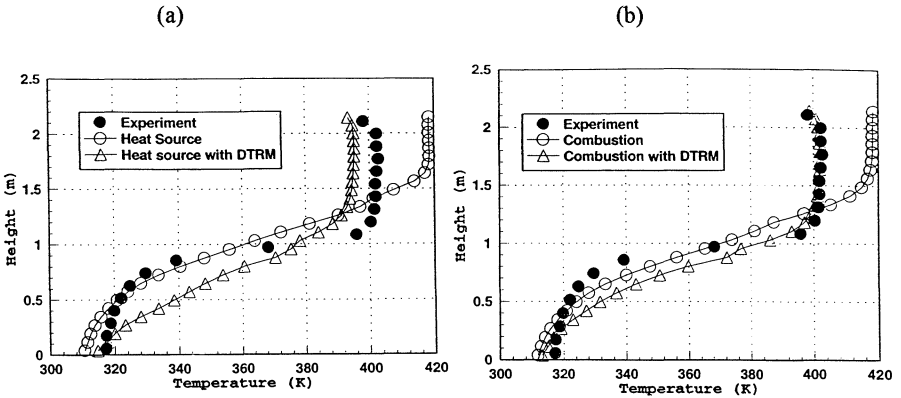 (a)
2.5
2
1.5
1
0.5
0
Height (m)
Experiment
Heat Source
Heat source with DTRM
300 320 340 360 380 400 420
Temperature (K)
(b)
2.5
2
1.5
1
0.5
0
Height (m)
Experiment
Combustion
Combustion with DTRM
300 320 340 360 380 400 420
Temperature (K)